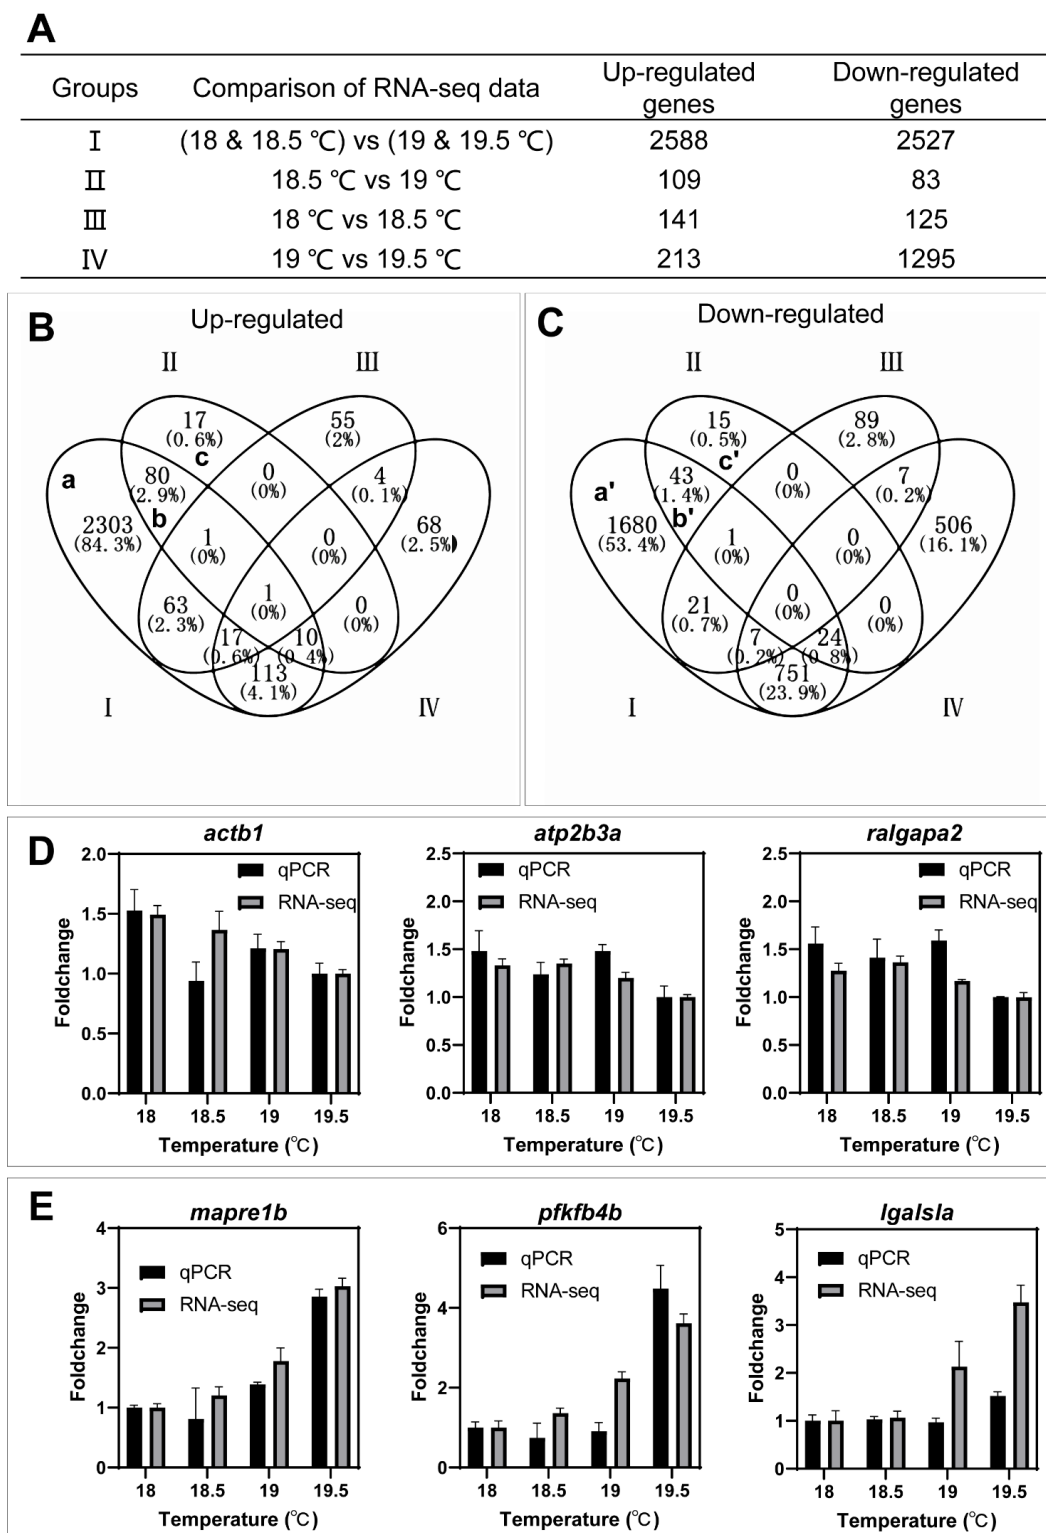 A
Groups Comparison of RNA-seq data Up-regulated genes Down-regulated genes
Ⅰ (18 & 18.5 ℃) vs (19 & 19.5 ℃) 2588 2527
Ⅱ 18.5 ℃ vs 19 ℃ 109 83
Ⅲ 18 ℃ vs 18.5 ℃ 141 125
Ⅳ 19 ℃ vs 19.5 ℃ 213 1295
B
Up-regulated
Ⅱ Ⅲ
17
(0.6%)
c
55
(2%)
a
80
(2.9%)
b
0
(0%)
4
(0.1%)
2303
(84.3%)
1
(0%)
0
(0%)
68
(2.5%)
63
(2.3%)
1
(0%)
0
(0%)
17
(0.6%)
10
(0.4%)
113
(4.1%)
Ⅰ Ⅳ
C
Down-regulated
Ⅱ Ⅲ
15
(0.5%)
c'
89
(2.8%)
a'
43
(1.4%)
b'
0
(0%)
7
(0.2%)
1680
(53.4%)
1
(0%)
0
(0%)
506
(16.1%)
21
(0.7%)
0
(0%)
0
(0%)
7
(0.2%)
24
(0.8%)
751
(23.9%)
Ⅰ Ⅳ
D
actb1
Foldchange
2.0
1.5
1.0
0.5
0.0
qPCR
RNA-seq
18 18.5 19 19.5
Temperature (℃)
atp2b3a
Foldchange
2.5
2.0
1.5
1.0
0.5
0.0
qPCR
RNA-seq
18 18.5 19 19.5
Temperature (℃)
ralgapa2
Foldchange
2.5
2.0
1.5
1.0
0.5
0.0
qPCR
RNA-seq
18 18.5 19 19.5
Temperature (℃)
E
mapre1b
Foldchange
4
3
2
1
0
qPCR
RNA-seq
18 18.5 19 19.5
Temperature (℃)
pfkfb4b
Foldchange
6
4
2
0
qPCR
RNA-seq
18 18.5 19 19.5
Temperature (℃)
lgalsla
Foldchange
5
4
3
2
1
0
qPCR
RNA-seq
18 18.5 19 19.5
Temperature (℃)